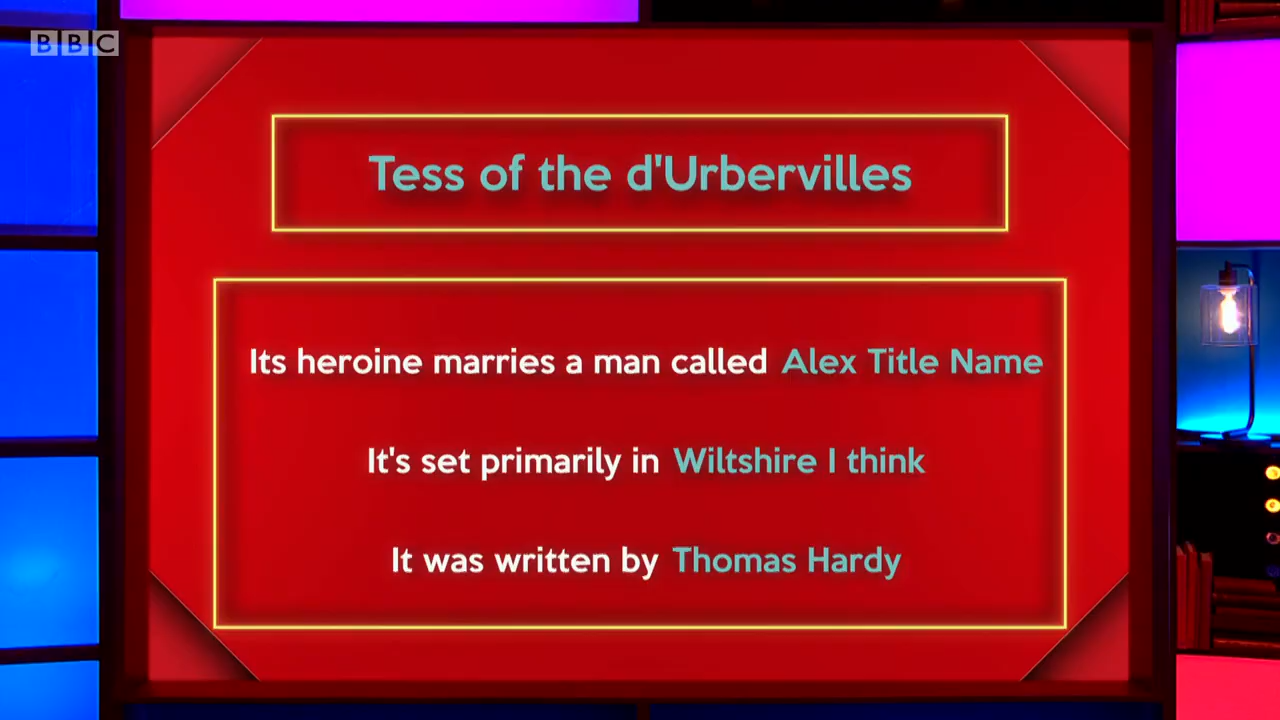 BBC
Tess of the d'Urbervilles
Its heroine marries a man called Alex Title Name
It's set primarily in Wiltshire I think
It was written by Thomas Hardy